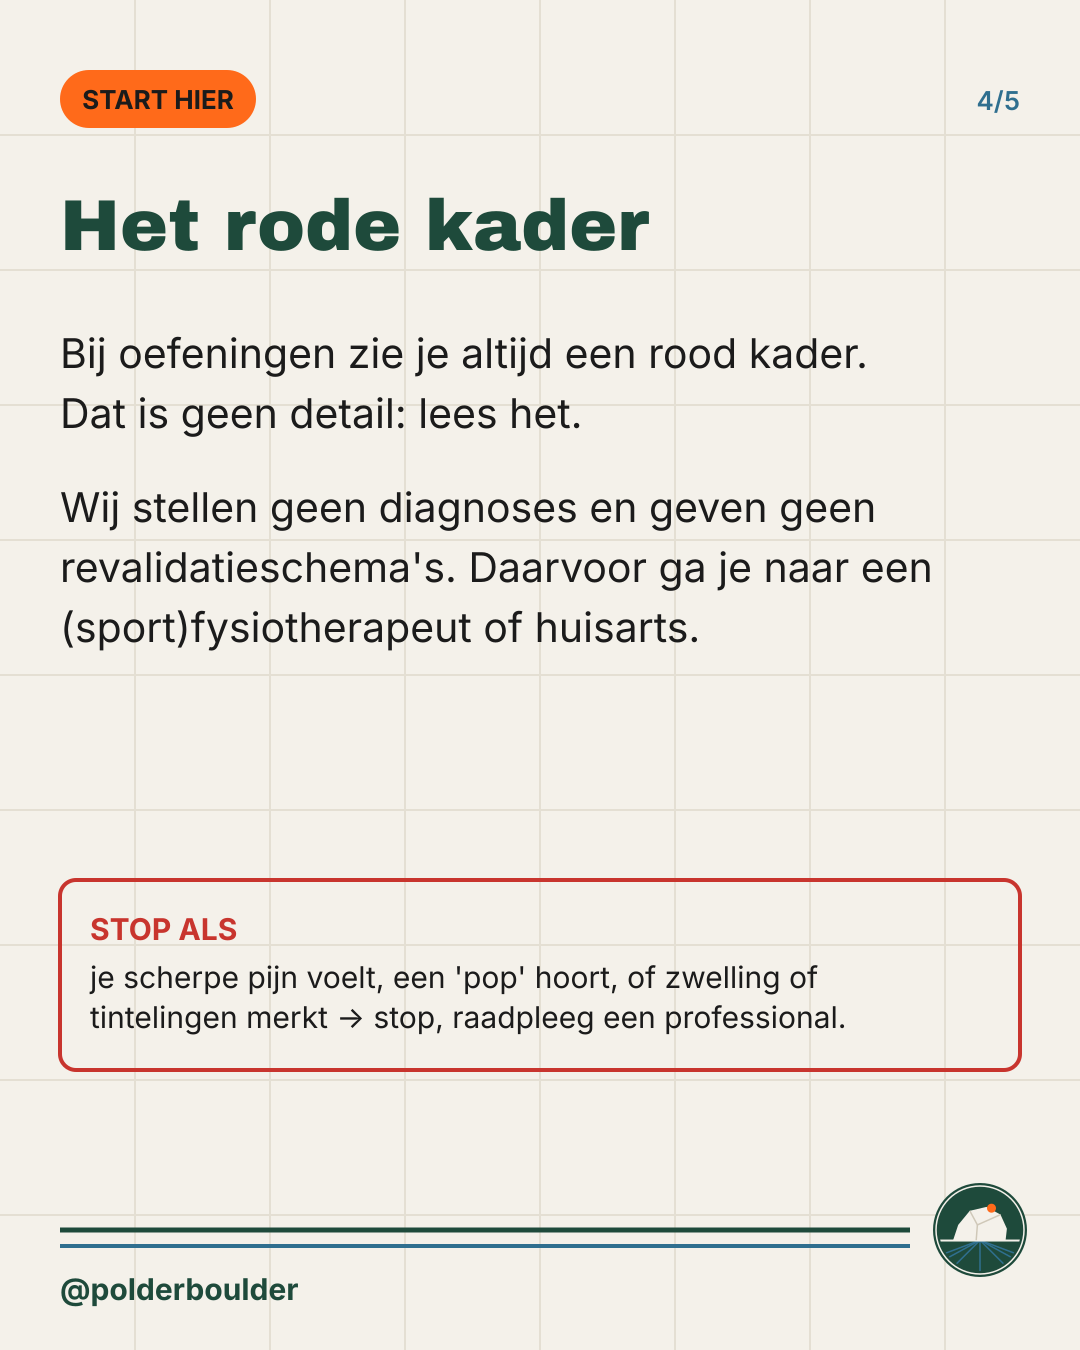 START HIER
4/5
Het rode kader
Bij oefeningen zie je altijd een rood kader.
Dat is geen detail: lees het.
Wij stellen geen diagnoses en geven geen
revalidatieschema's. Daarvoor ga je naar een
(sport)fysiotherapeut of huisarts.
STOP ALS
je scherpe pijn voelt, een 'pop' hoort, of zwelling of
tintelingen merkt → stop, raadpleeg een professional.
@polderboulder